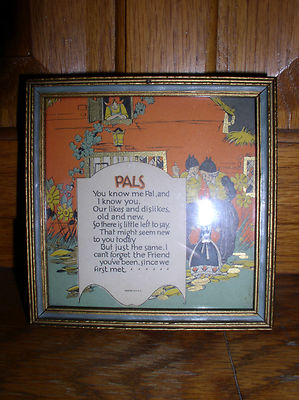 PALS
You know me Pal, and
I know you,
Our likes and dislikes,
old and new.
So there is little left to say,
That might seem new
to you today
But just the same, I
can't forget the Friend
you've been, since we
first met. . . . . . .